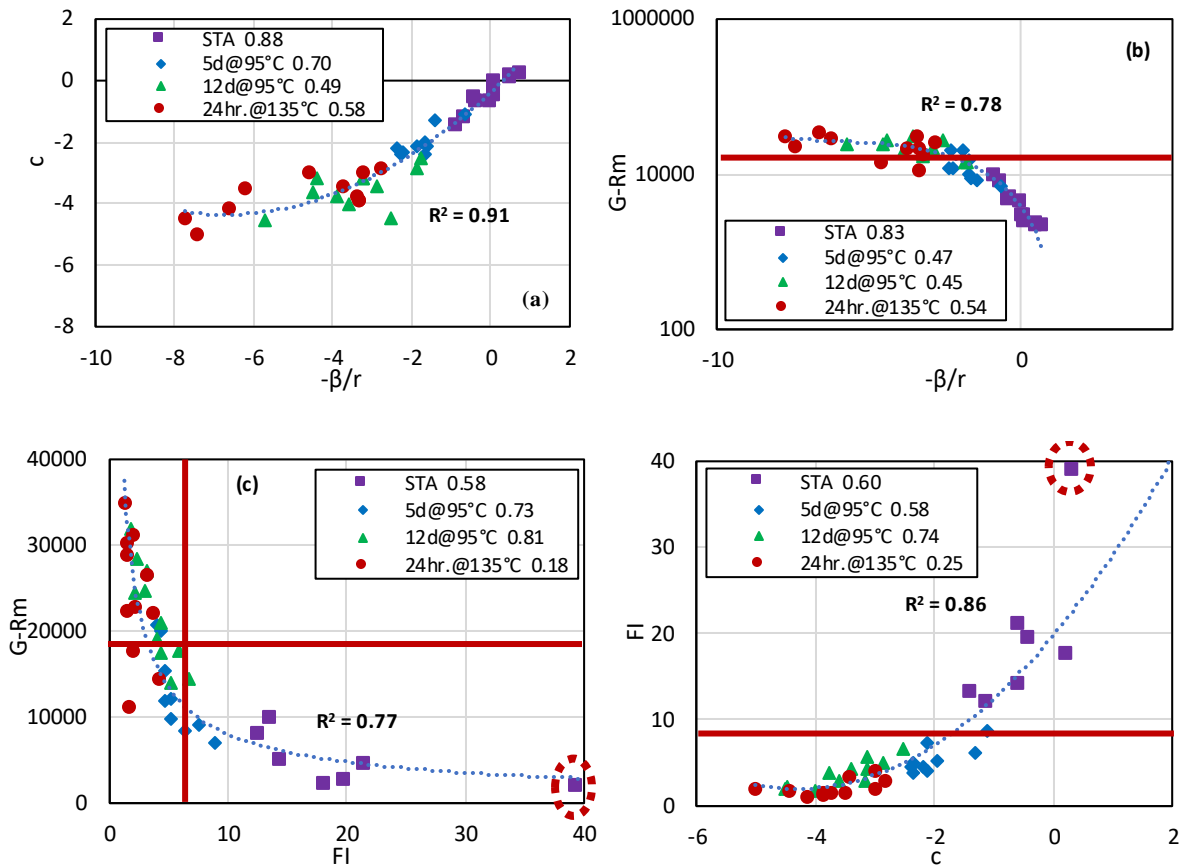 2
0
-2
-4
-6
-8
c
STA 0.88
5d@95°C 0.70
12d@95°C 0.49
24hr.@135°C 0.58
R² = 0.91
(a)
-10 -8 -6 -4 -2 0 2
-β/r
1000000
10000
100
G-Rm
(b)
R² = 0.78
STA 0.83
5d@95°C 0.47
12d@95°C 0.45
24hr.@135°C 0.54
-10 0
-β/r
40000
30000
20000
10000
0
G-Rm
(c)
STA 0.58
5d@95°C 0.73
12d@95°C 0.81
24hr.@135°C 0.18
R² = 0.77
0 10 20 30 40
FI
40
30
20
10
0
FI
STA 0.60
5d@95°C 0.58
12d@95°C 0.74
24hr.@135°C 0.25
R² = 0.86
-6 -4 -2 0 2
c